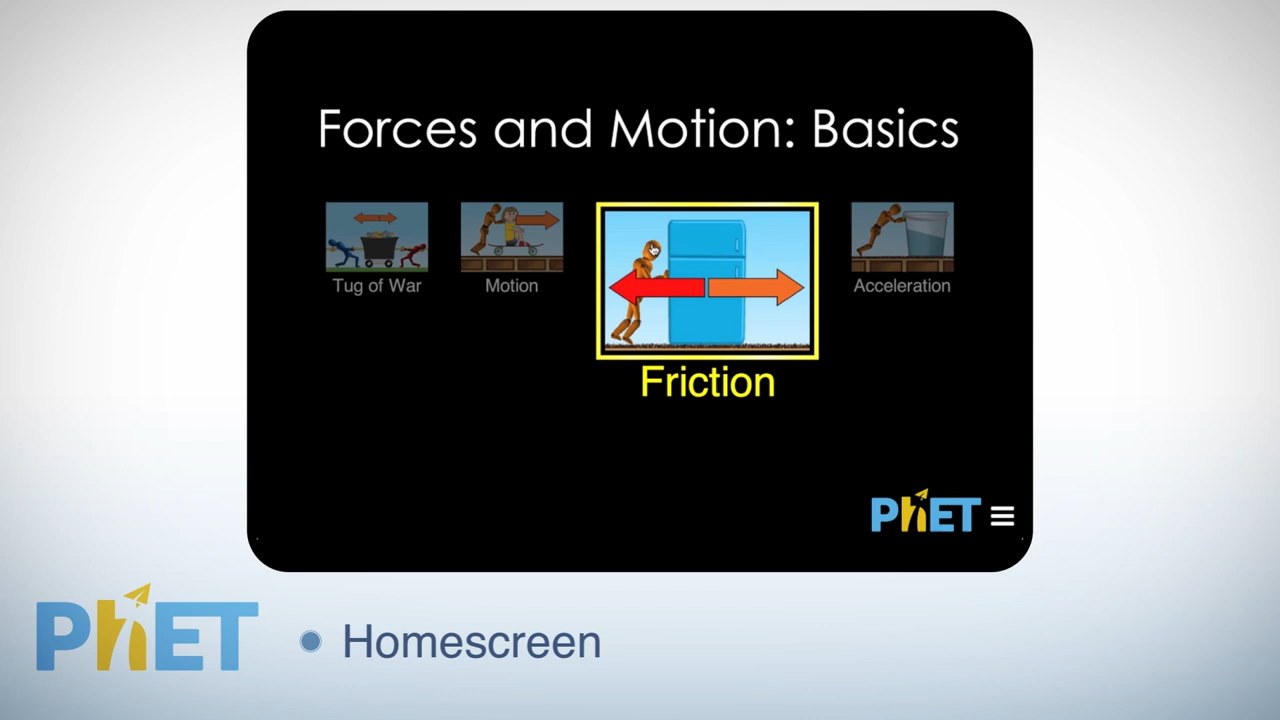 Forces and Motion: Basics
Tug of War
Motion
Friction
Acceleration
PhET
PhET
Homescreen